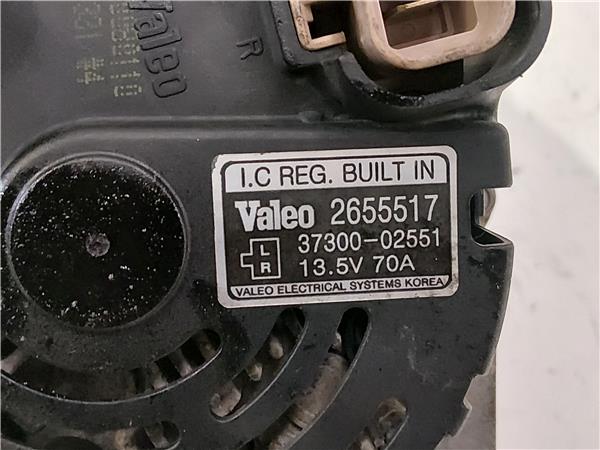 Valeo
R
I.C REG. BUILT IN
Valeo 2655517
L 37300-02551
R 13.5V 70A
VALEO ELECTRICAL SYSTEMS KOREA